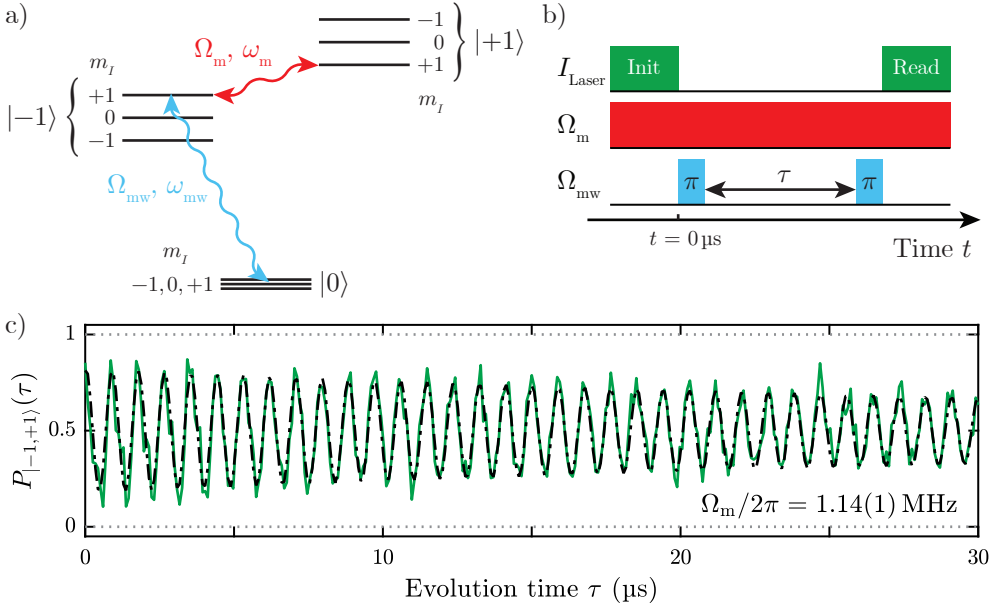 a)
m_I
|−1⟩
+1
0
−1
Ω_m, ω_m
−1
0
+1
|+1⟩
m_I
Ω_mw, ω_mw
m_I
−1,0,+1
|0⟩
b)
I_Laser
Init
Read
Ω_m
Ω_mw
π
τ
π
t = 0 μs
Time t
c)
P_|−1,+1⟩(τ)
1
0.5
0
Ω_m/2π = 1.14(1) MHz
0
10
20
30
Evolution time τ (μs)